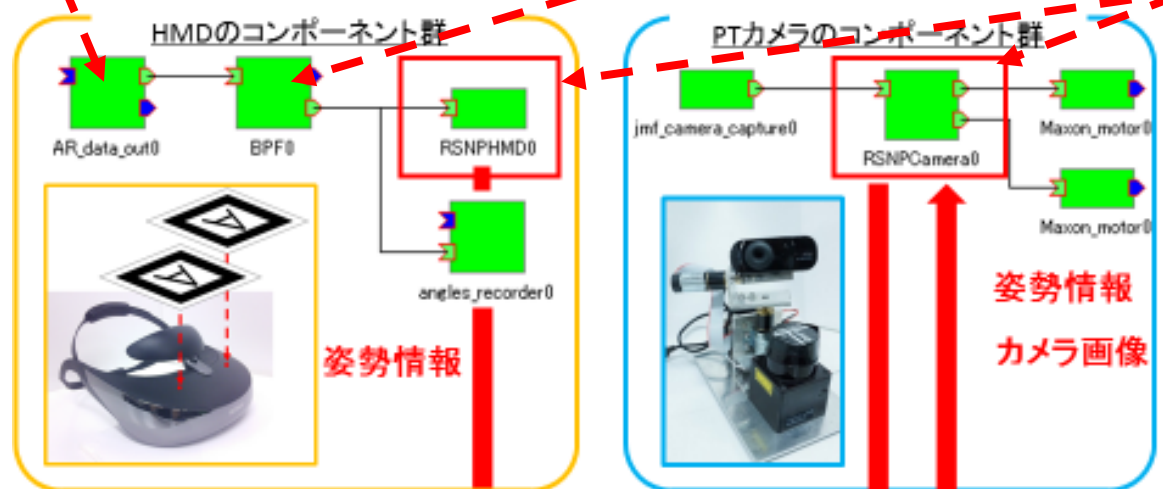 HMDのコンポーネント群
AR_data_out0
BPF0
RSNPHMD0
angles_recorder0
姿勢情報
PTカメラのコンポーネント群
jmf_camera_capture0
RSNPCamera0
Maxon_motor0
Maxon_motor0
姿勢情報
カメラ画像
A
A